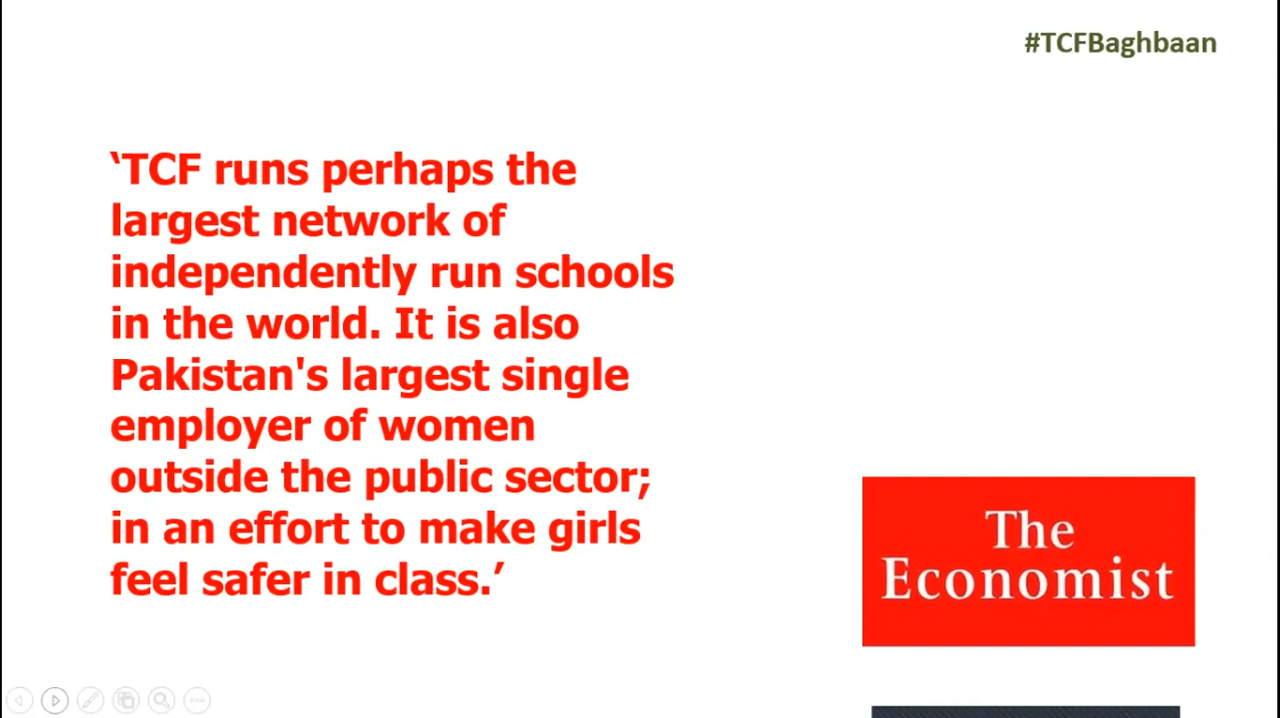 #TCFBaghbaan
‘TCF runs perhaps the
largest network of
independently run schools
in the world. It is also
Pakistan's largest single
employer of women
outside the public sector;
in an effort to make girls
feel safer in class.’
The
Economist